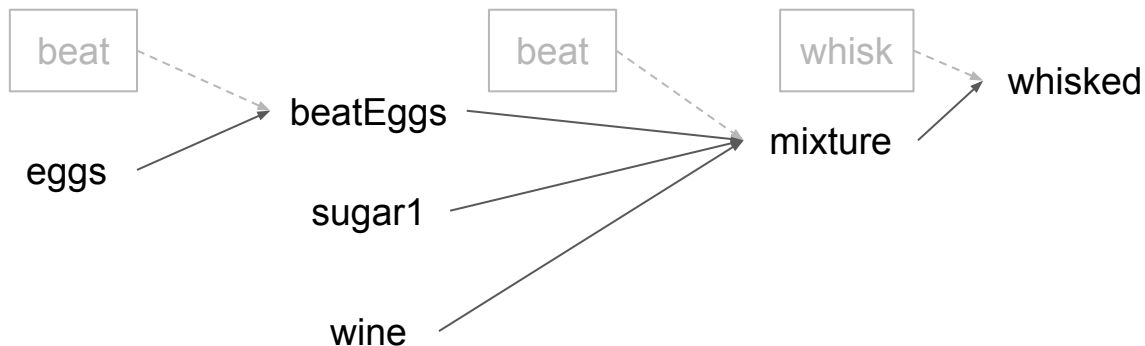 beat
beat
whisk
whisked
beatEggs
mixture
eggs
sugar1
wine